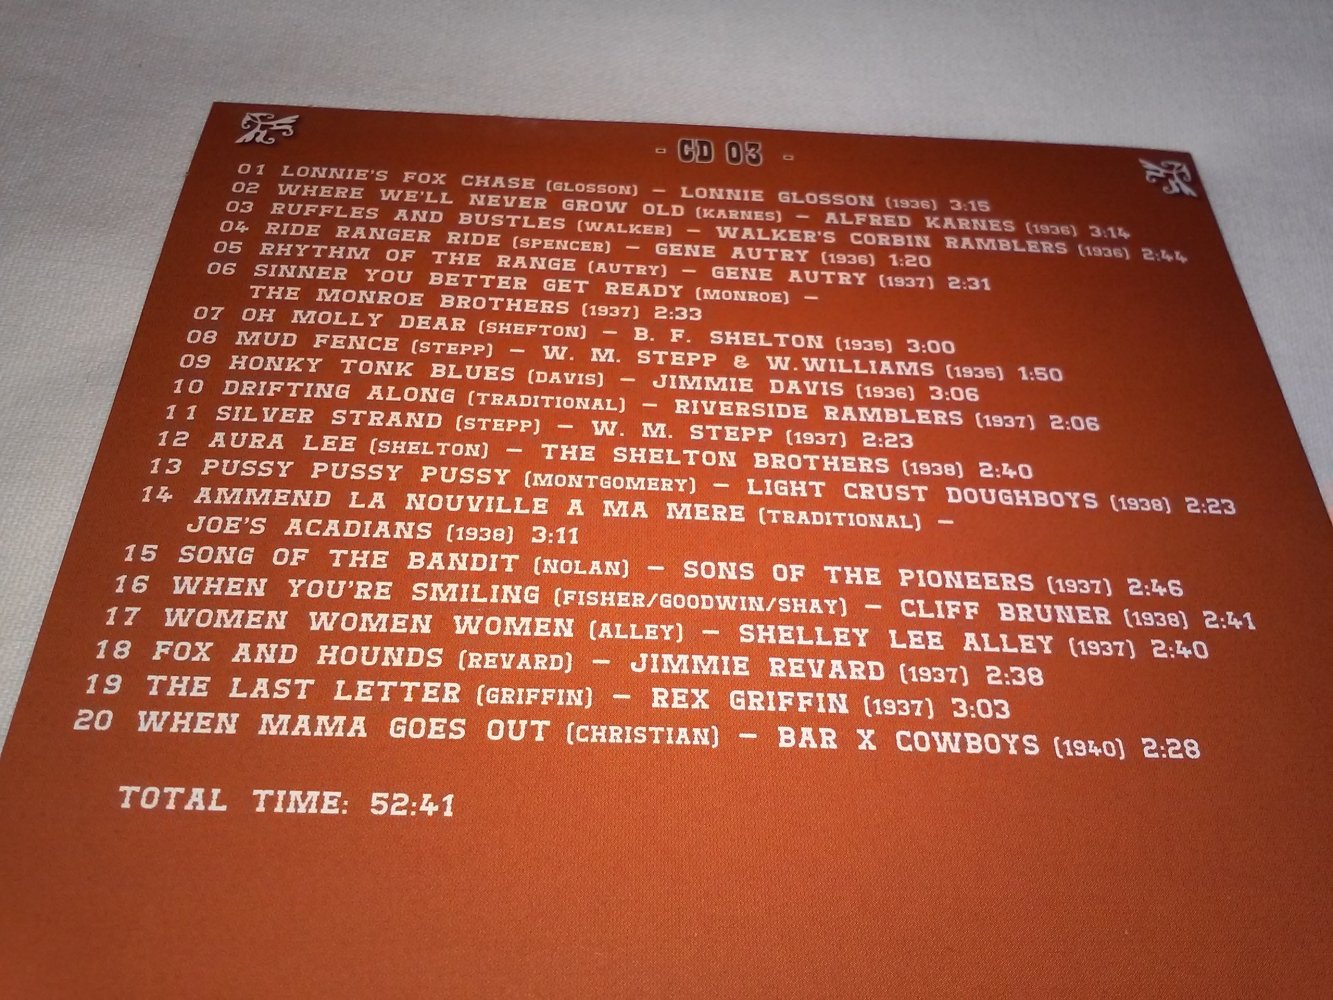 - CD 03 -
01 LONNIE'S FOX CHASE (GLOSSON) – LONNIE GLOSSON (1936) 3:15
02 WHERE WE'LL NEVER GROW OLD (KARNES) – ALFRED KARNES (1936) 3:14
03 RUFFLES AND BUSTLES (WALKER) – WALKER'S CORBIN RAMBLERS (1936) 2:44
04 RIDE RANGER RIDE (SPENCER) – GENE AUTRY (1936) 1:20
05 RHYTHM OF THE RANGE (AUTRY) – GENE AUTRY (1937) 2:31
06 SINNER YOU BETTER GET READY (MONROE) –
THE MONROE BROTHERS (1937) 2:33
07 OH MOLLY DEAR (SHEFTON) – B. F. SHELTON (1935) 3:00
08 MUD FENCE (STEPP) – W. M. STEPP & W.WILLIAMS (1935) 1:50
09 HONKY TONK BLUES (DAVIS) – JIMMIE DAVIS (1936) 3:06
10 DRIFTING ALONG (TRADITIONAL) – RIVERSIDE RAMBLERS (1937) 2:06
11 SILVER STRAND (STEPP) – W. M. STEPP (1937) 2:23
12 AURA LEE (SHELTON) – THE SHELTON BROTHERS (1938) 2:40
13 PUSSY PUSSY PUSSY (MONTGOMERY) – LIGHT CRUST DOUGHBOYS (1938) 2:23
14 AMMEND LA NOUVILLE A MA MERE (TRADITIONAL) –
JOE'S ACADIANS (1938) 3:11
15 SONG OF THE BANDIT (NOLAN) – SONS OF THE PIONEERS (1937) 2:46
16 WHEN YOU'RE SMILING (FISHER/GOODWIN/SHAY) – CLIFF BRUNER (1938) 2:41
17 WOMEN WOMEN WOMEN (ALLEY) – SHELLEY LEE ALLEY (1937) 2:40
18 FOX AND HOUNDS (REVARD) – JIMMIE REVARD (1937) 2:38
19 THE LAST LETTER (GRIFFIN) – REX GRIFFIN (1937) 3:03
20 WHEN MAMA GOES OUT (CHRISTIAN) – BAR X COWBOYS (1940) 2:28
TOTAL TIME: 52:41